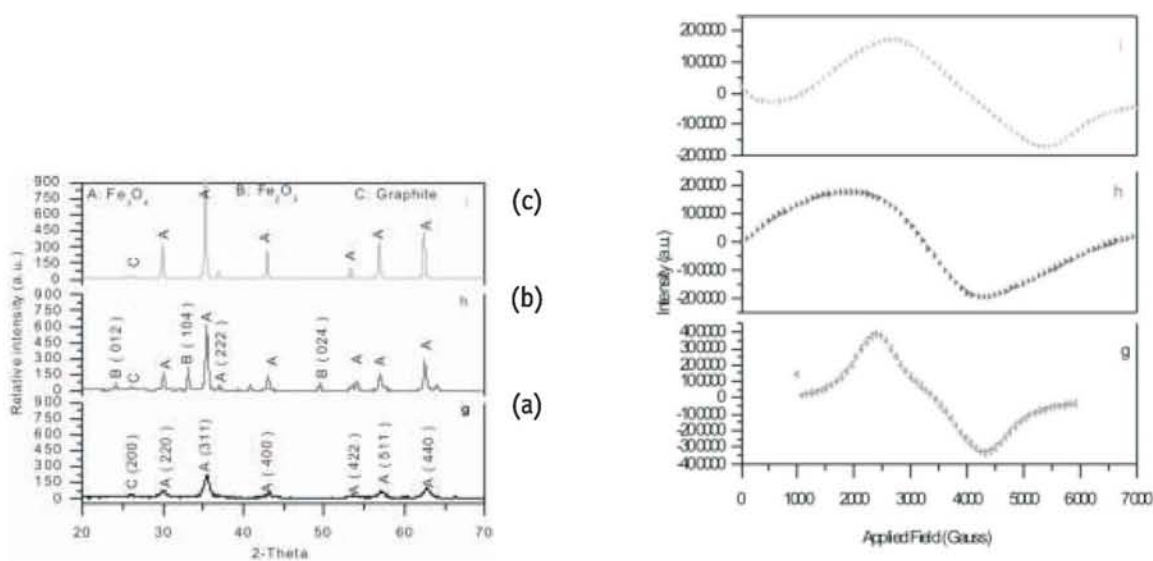 900
750
600
450
300
150
0
A: Fe3O4
B: Fe2O3
C: Graphite
i
(c)
C
A
A
A
A
A
A
900
750
600
450
300
150
0
h
(b)
B ( 012 )
C
A
B ( 104 )
A
A ( 222 )
A
B ( 024 )
A
A
A
900
750
600
450
300
150
0
g
(a)
C (200)
A ( 220 )
A (311)
A ( 400 )
A (422 )
A ( 511 )
A ( 440 )
20
30
40
50
60
70
2-Theta
Relative intensity (a.u.)
200000
100000
0
-100000
-200000
i
200000
100000
0
-100000
-200000
h
Intensity (a.u.)
400000
300000
200000
100000
0
-100000
-200000
-300000
-400000
g
0
1000
2000
3000
4000
5000
6000
7000
Applied Field (Gauss)